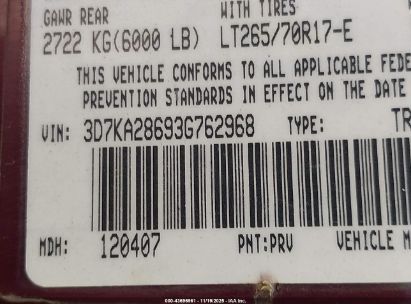 GAWR REAR WITH TIRES
2722 KG(6000 LB) LT265/70R17-E
THIS VEHICLE CONFORMS TO ALL APPLICABLE FEDE
PREVENTION STANDARDS IN EFFECT ON THE DATE
VIN: 3D7KA28693G762968 TYPE: TR
MDH: 120407 PNT:PRV VEHICLE M